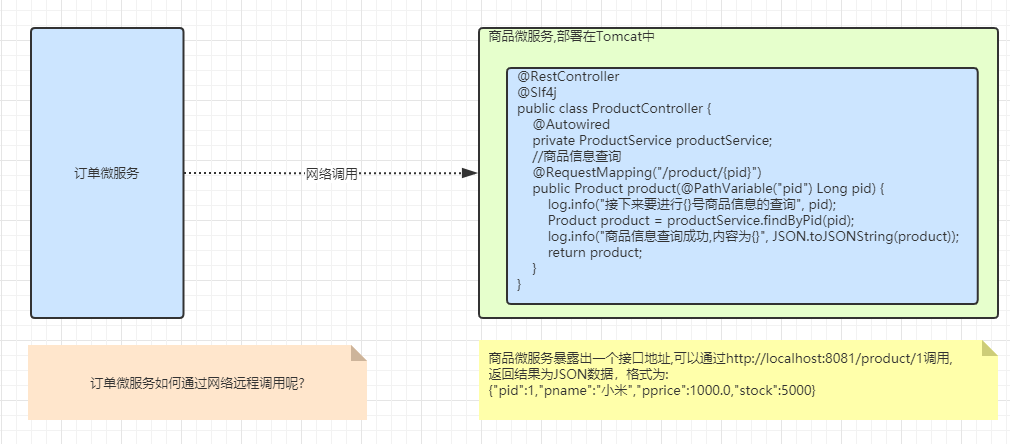 商品微服务,部署在Tomcat中
@RestController
@Slf4j
public class ProductController {
@Autowired
private ProductService productService;
//商品信息查询
@RequestMapping("/product/{pid}")
public Product product(@PathVariable("pid") Long pid) {
log.info("接下来要进行{}号商品信息的查询", pid);
Product product = productService.findByPid(pid);
log.info("商品信息查询成功,内容为{}", JSON.toJSONString(product));
return product;
}
}
订单微服务
网络调用
订单微服务如何通过网络远程调用呢?
商品微服务暴露出一个接口地址,可以通过http://localhost:8081/product/1调用,
返回结果为JSON数据，格式为:
{"pid":1,"pname":"小米","pprice":1000.0,"stock":5000}